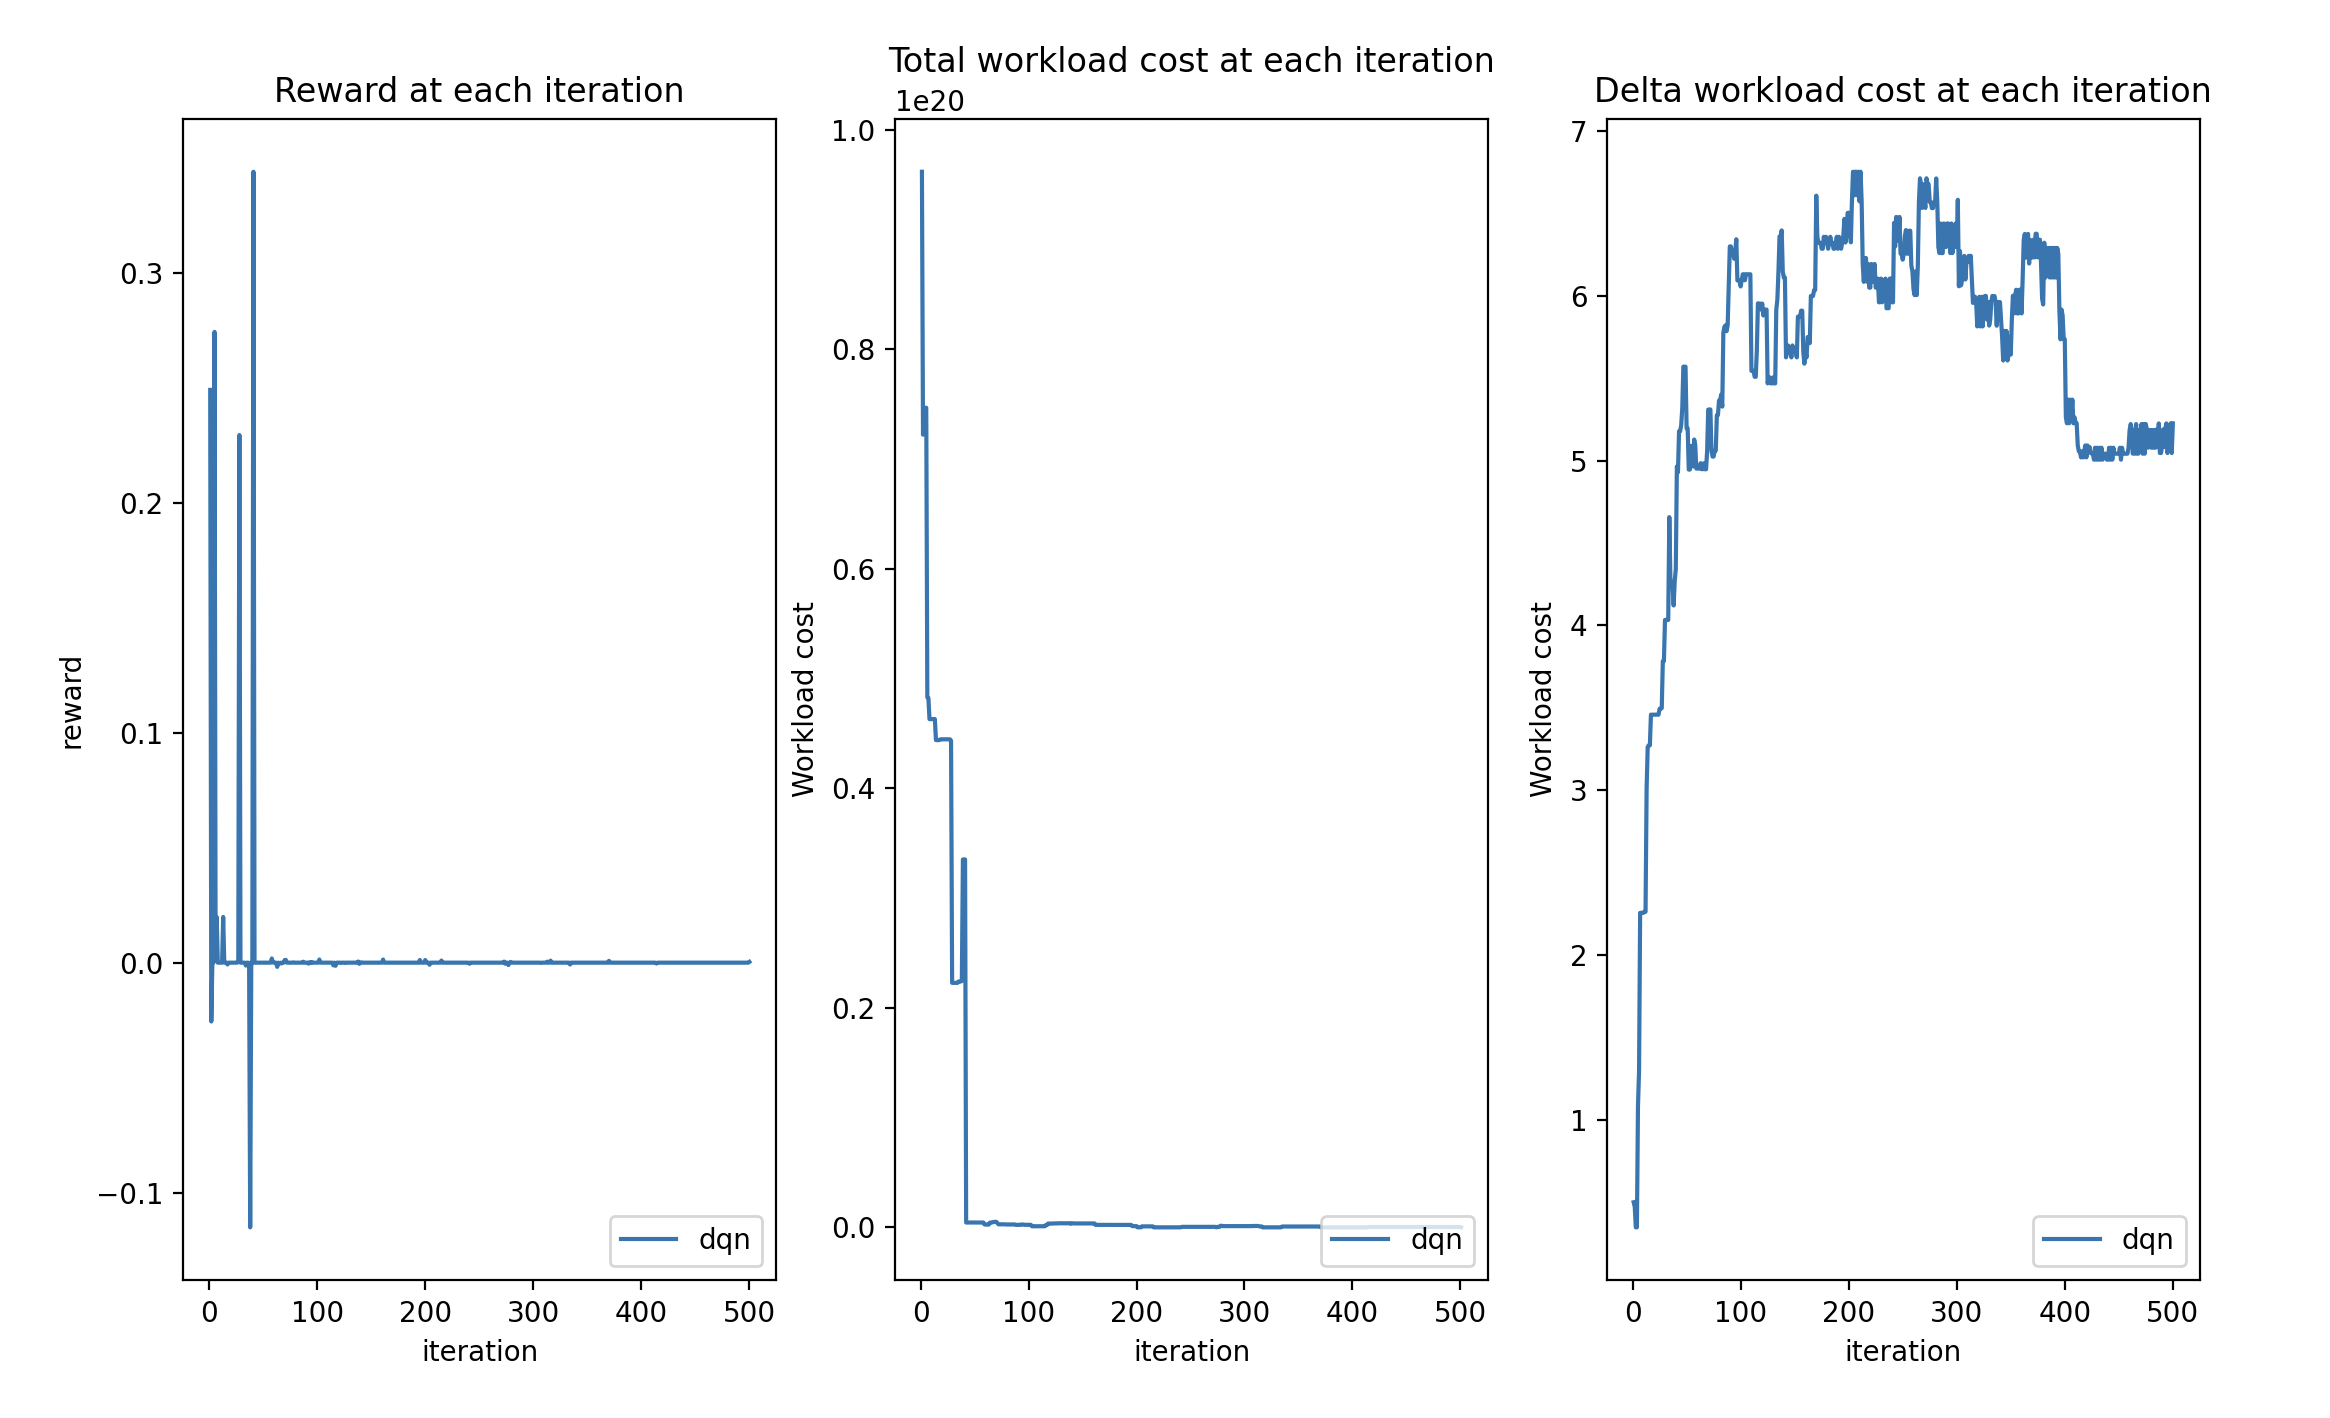 Reward at each iteration
0.3
0.2
0.1
0.0
−0.1
reward
0 100 200 300 400 500
iteration
dqn
Total workload cost at each iteration
1e20
1.0
0.8
0.6
0.4
0.2
0.0
Workload cost
0 100 200 300 400 500
iteration
dqn
Delta workload cost at each iteration
7
6
5
4
3
2
1
Workload cost
0 100 200 300 400 500
iteration
dqn